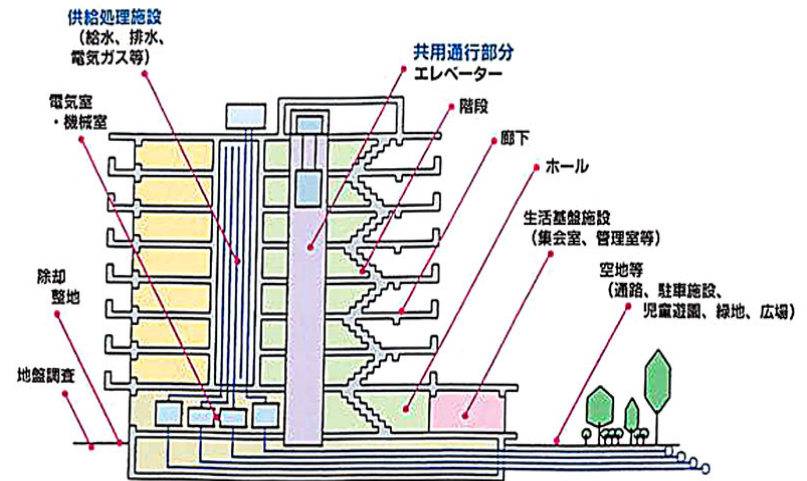 供給処理施設
（給水、排水、
電気ガス等）
電気室
・機械室
共用通行部分
エレベーター
階段
廊下
ホール
生活基盤施設
（集会室、管理室等）
空地等
（通路、駐車施設、
児童遊園、緑地、広場）
除却
整地
地盤調査